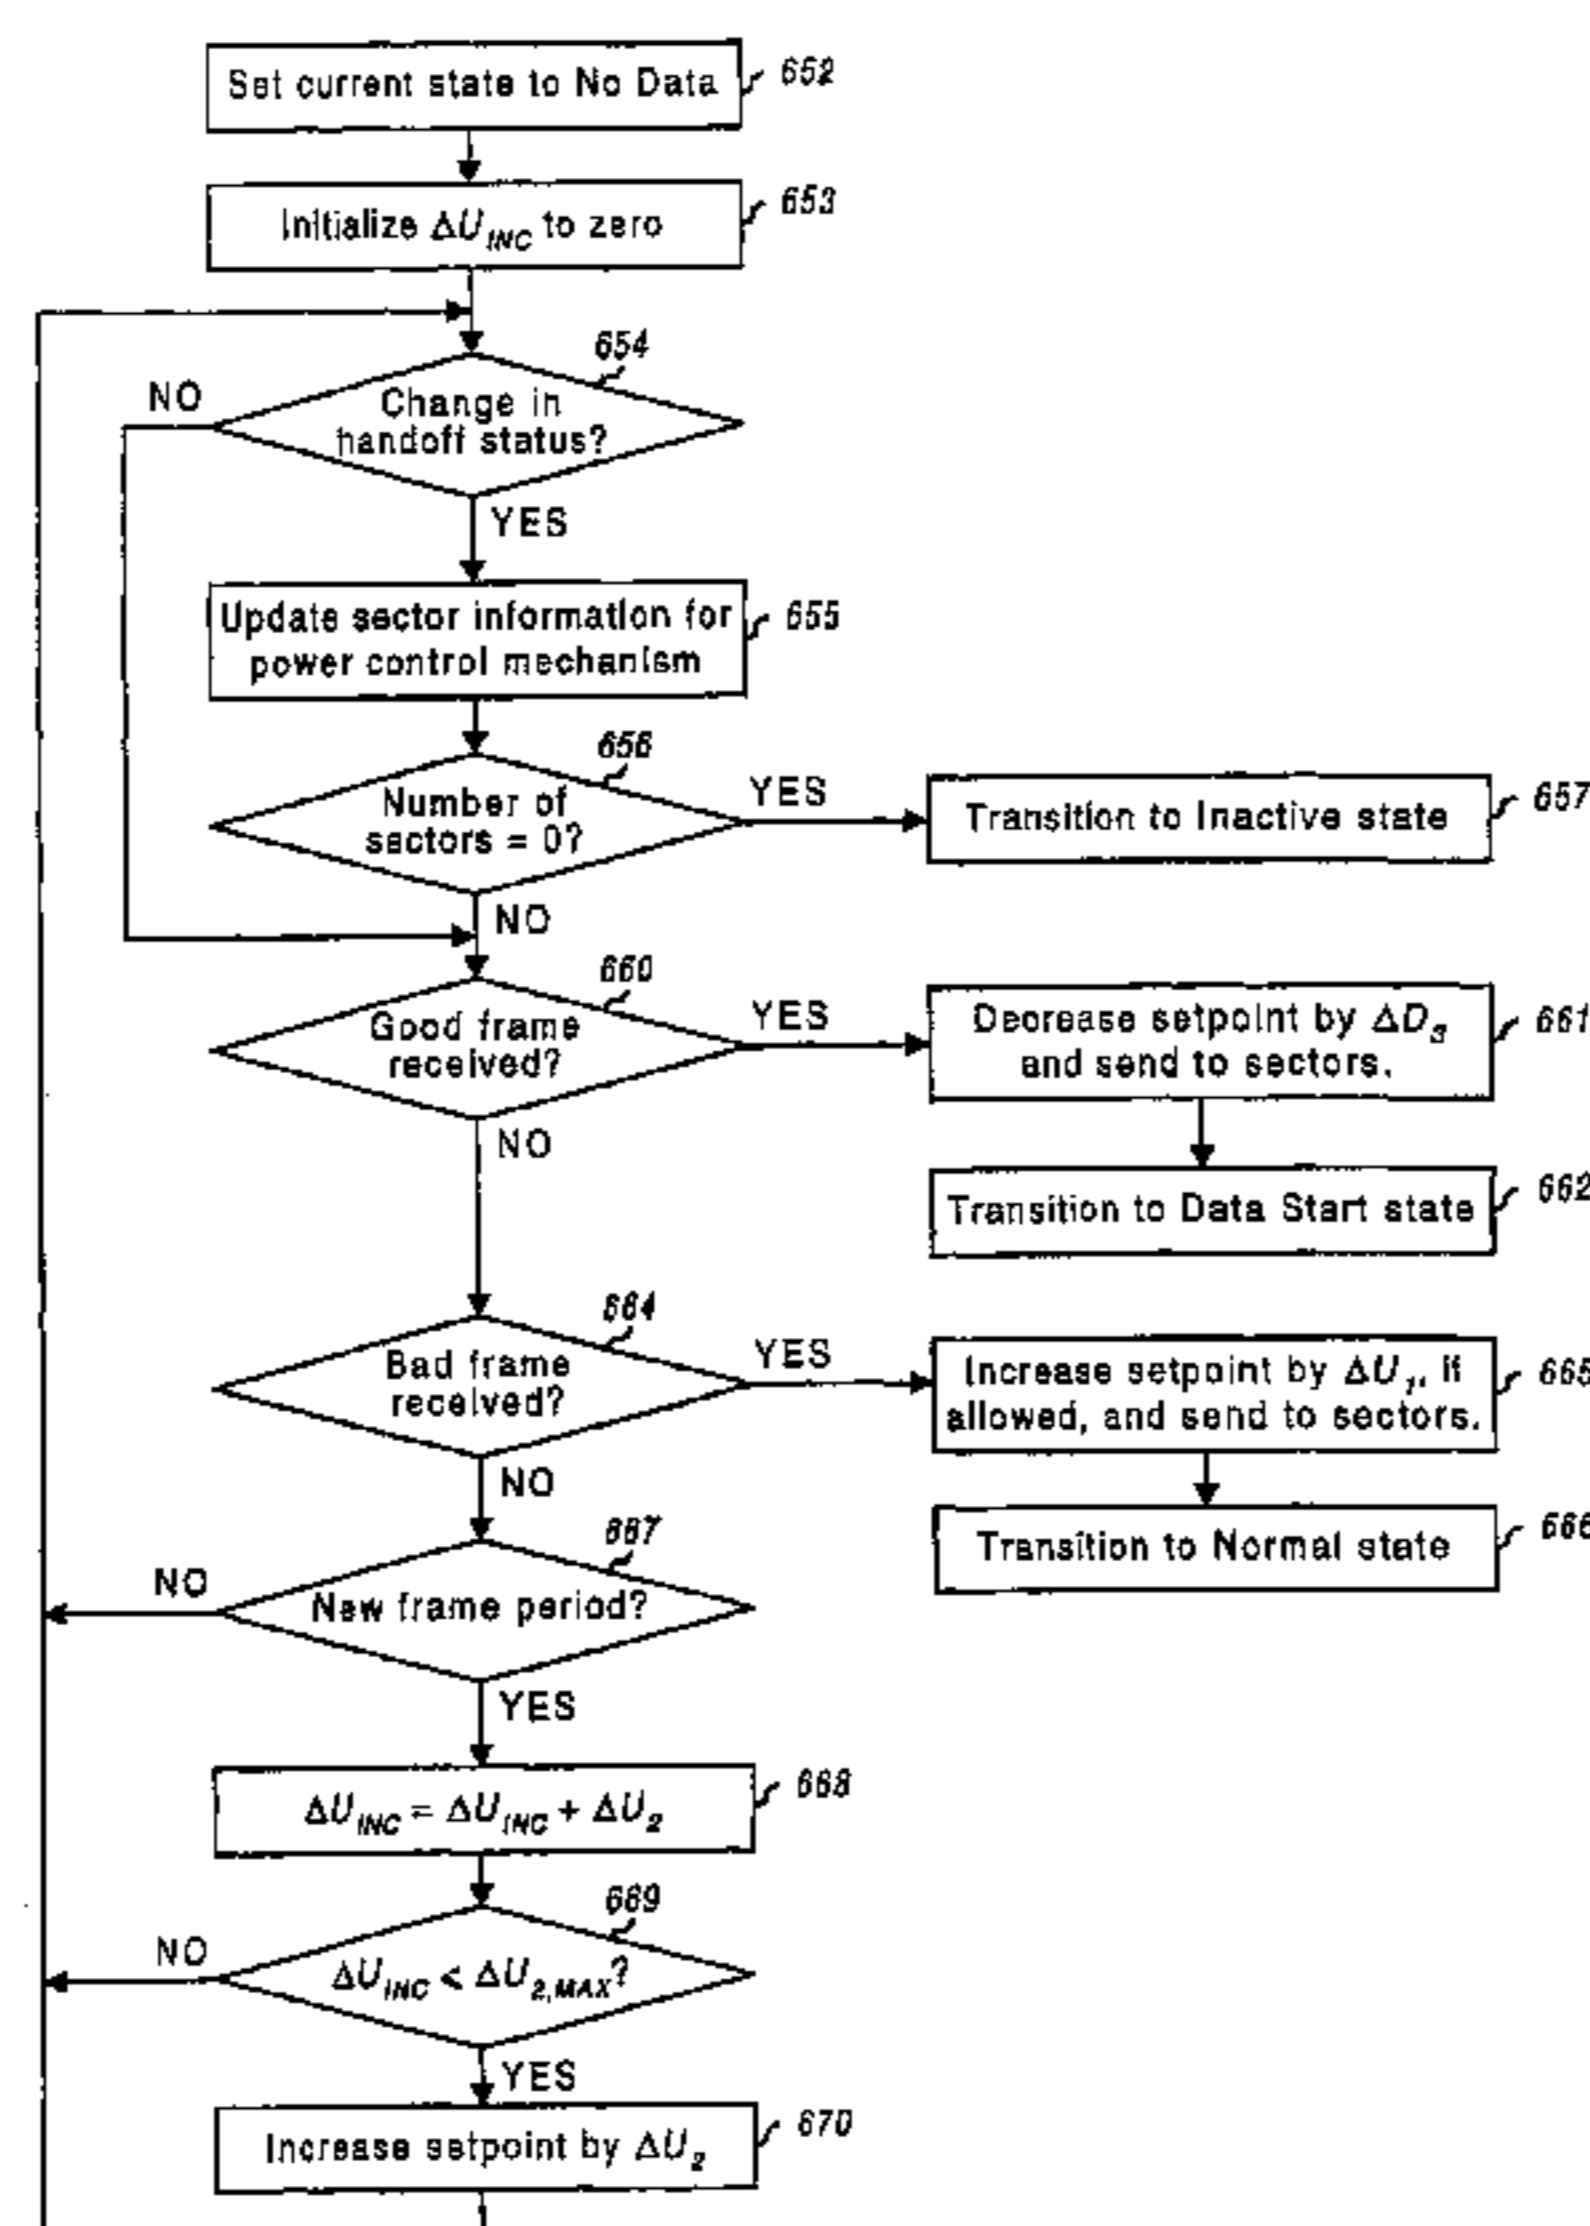 Set current state to No Data
652
Initialize ΔU_INC to zero
653
654
NO
Change in
handoff status?
YES
Update sector information for
power control mechanism
655
656
Number of
sectors = 0?
YES
Transition to Inactive state
657
NO
660
Good frame
received?
YES
Decrease setpoint by ΔD_3
and send to sectors.
661
NO
Transition to Data Start state
662
664
Bad frame
received?
YES
Increase setpoint by ΔU_1, if
allowed, and send to sectors.
665
NO
Transition to Normal state
666
667
NO
New frame period?
YES
ΔU_INC = ΔU_INC + ΔU_2
668
669
NO
ΔU_INC < ΔU_2,MAX?
YES
Increase setpoint by ΔU_2
670